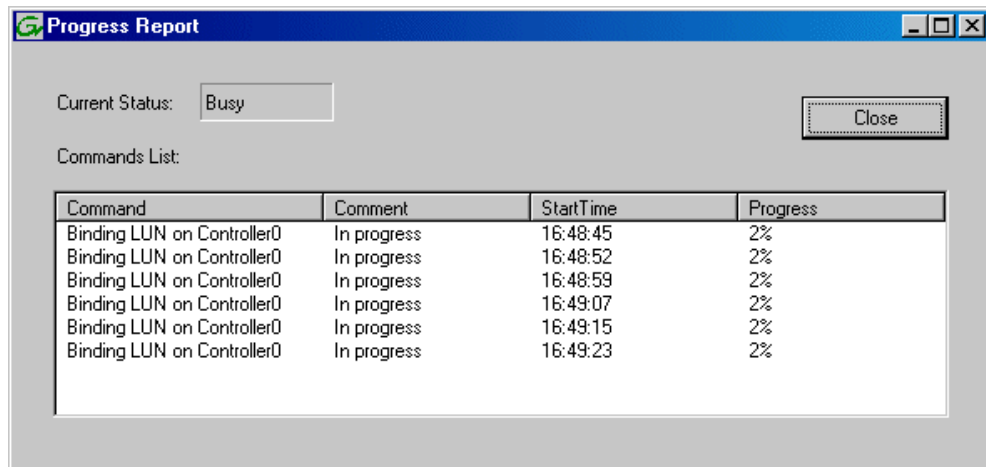 Progress Report
Current Status: Busy
Close
Commands List:
Command Comment StartTime Progress
Binding LUN on Controller0 In progress 16:48:45 2%
Binding LUN on Controller0 In progress 16:48:52 2%
Binding LUN on Controller0 In progress 16:48:59 2%
Binding LUN on Controller0 In progress 16:49:07 2%
Binding LUN on Controller0 In progress 16:49:15 2%
Binding LUN on Controller0 In progress 16:49:23 2%